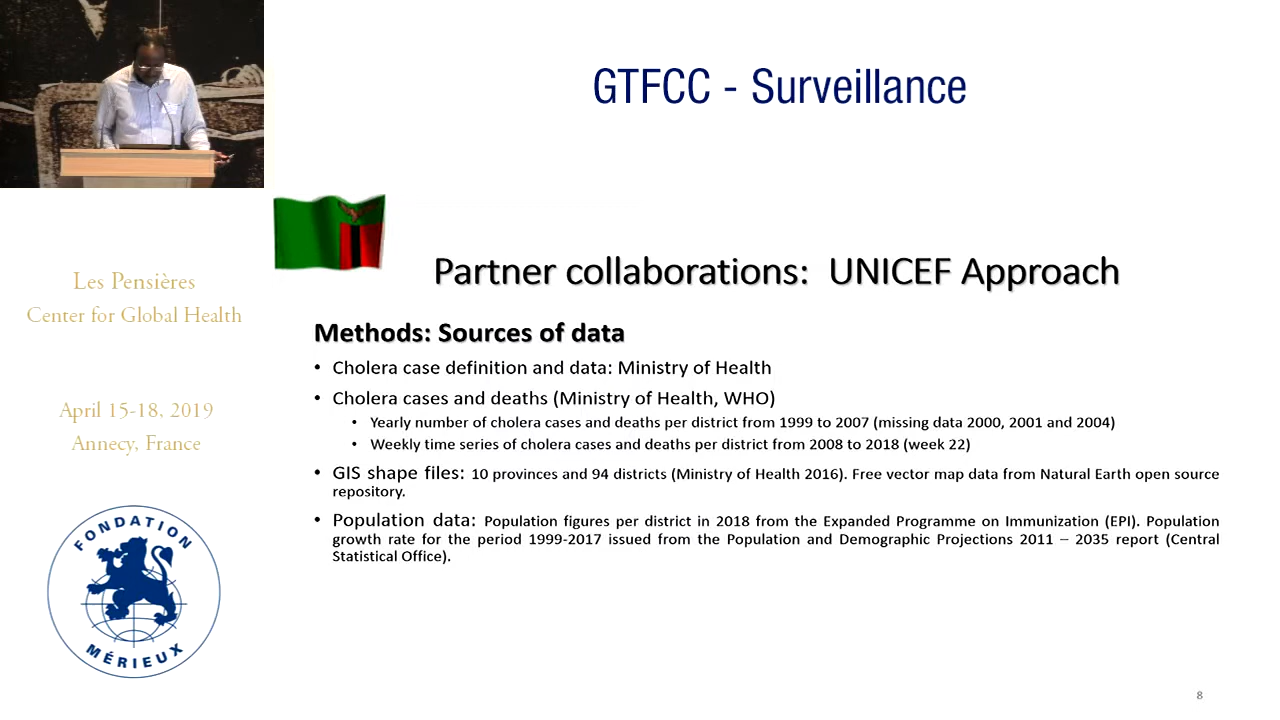 GTFCC - Surveillance
Partner collaborations: UNICEF Approach
Les Pensières
Center for Global Health
April 15-18, 2019
Annecy, France
FONDATION
MÉRIEUX
Methods: Sources of data
• Cholera case definition and data: Ministry of Health
• Cholera cases and deaths (Ministry of Health, WHO)
• Yearly number of cholera cases and deaths per district from 1999 to 2007 (missing data 2000, 2001 and 2004)
• Weekly time series of cholera cases and deaths per district from 2008 to 2018 (week 22)
• GIS shape files: 10 provinces and 94 districts (Ministry of Health 2016). Free vector map data from Natural Earth open source
repository.
• Population data: Population figures per district in 2018 from the Expanded Programme on Immunization (EPI). Population
growth rate for the period 1999-2017 issued from the Population and Demographic Projections 2011 – 2035 report (Central
Statistical Office).
8